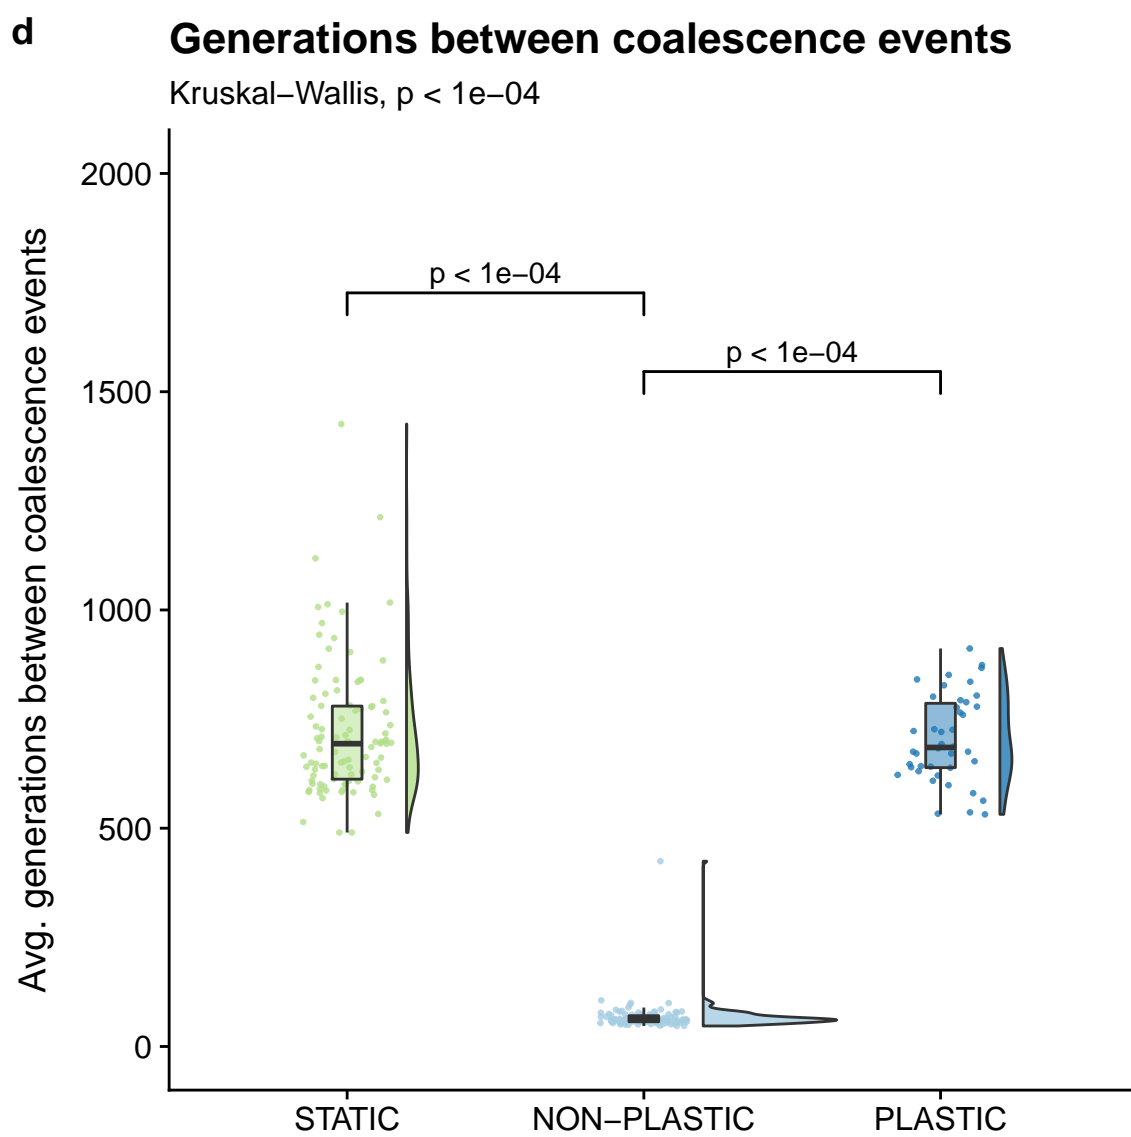 d
Generations between coalescence events
Kruskal−Wallis, p < 1e−04
Avg. generations between coalescence events
2000
1500
1000
500
0
p < 1e−04
p < 1e−04
STATIC
NON−PLASTIC
PLASTIC